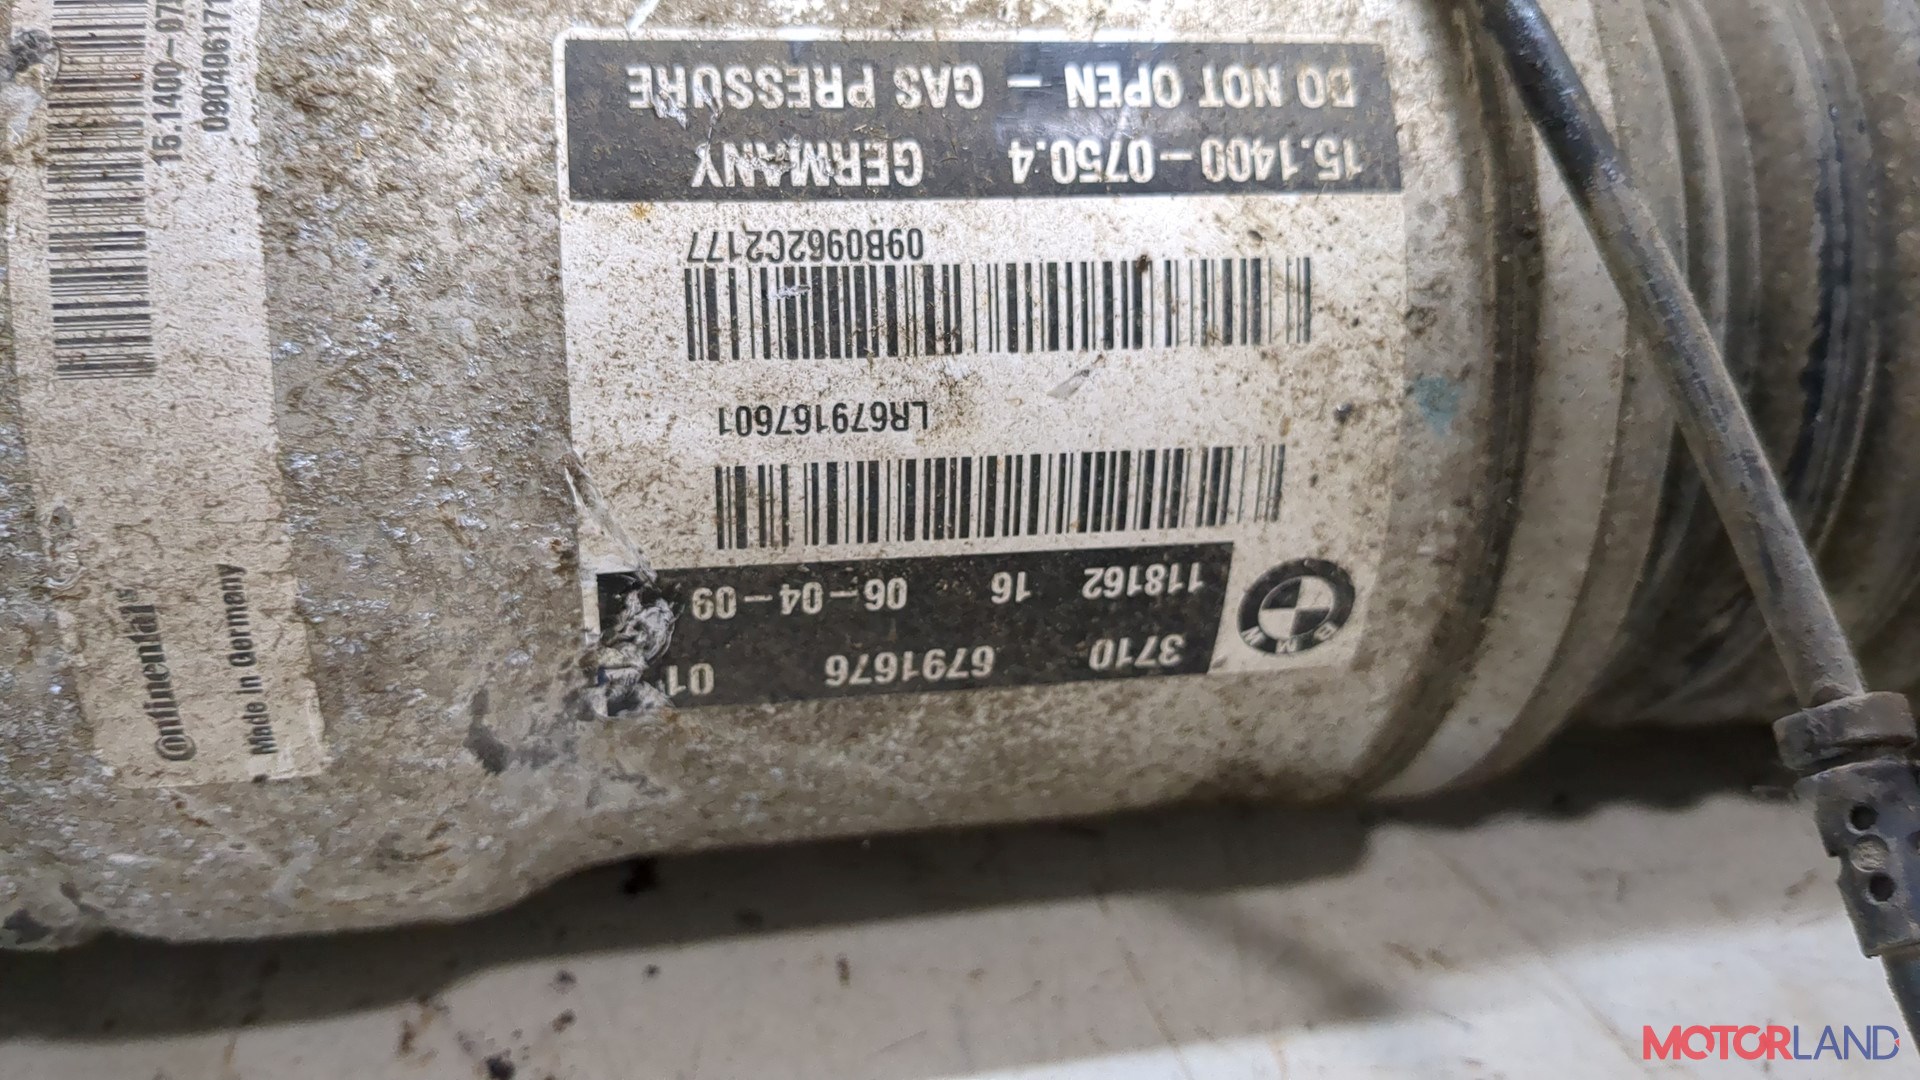 3710 6791676 01
118162 16 06-04-09
BMW
LR679167601
09B0962C2177
15.1400-0750.4 GERMANY
DO NOT OPEN - GAS PRESSURE
Continental
Made in Germany
MOTORLAND